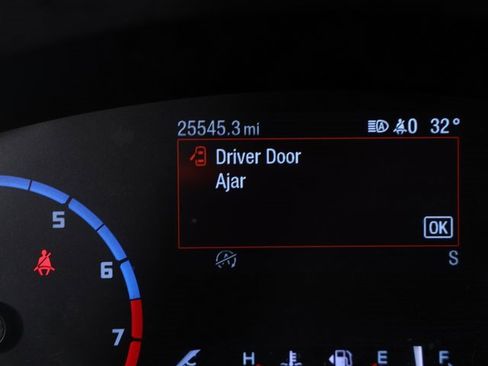 25545.3 mi
A 0 32°
Driver Door
Ajar
OK
5
A S
6
7
C H E F